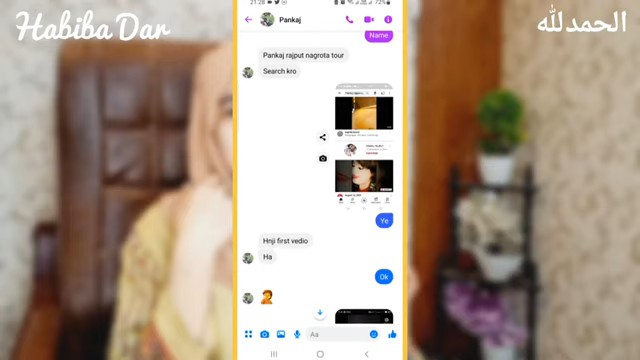 Habiba Dar
الحمدلله
21:28
72%
Pankaj
Name
Pankaj rajput nagrota tour
Search kro
Ye
Hnji first vedio
Ha
Ok
Aa